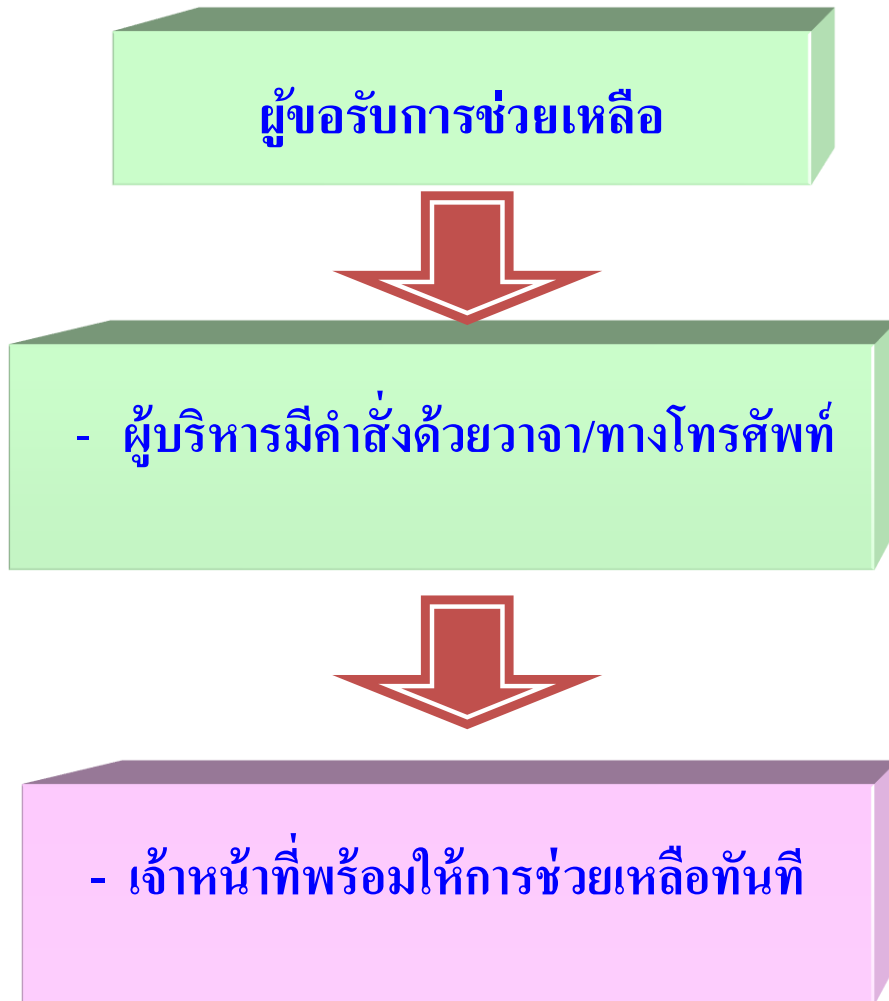 ผู้ขอรับการช่วยเหลือ
- ผู้บริหารมีคำสั่งด้วยวาจา/ทางโทรศัพท์
- เจ้าหน้าที่พร้อมให้การช่วยเหลือทันที